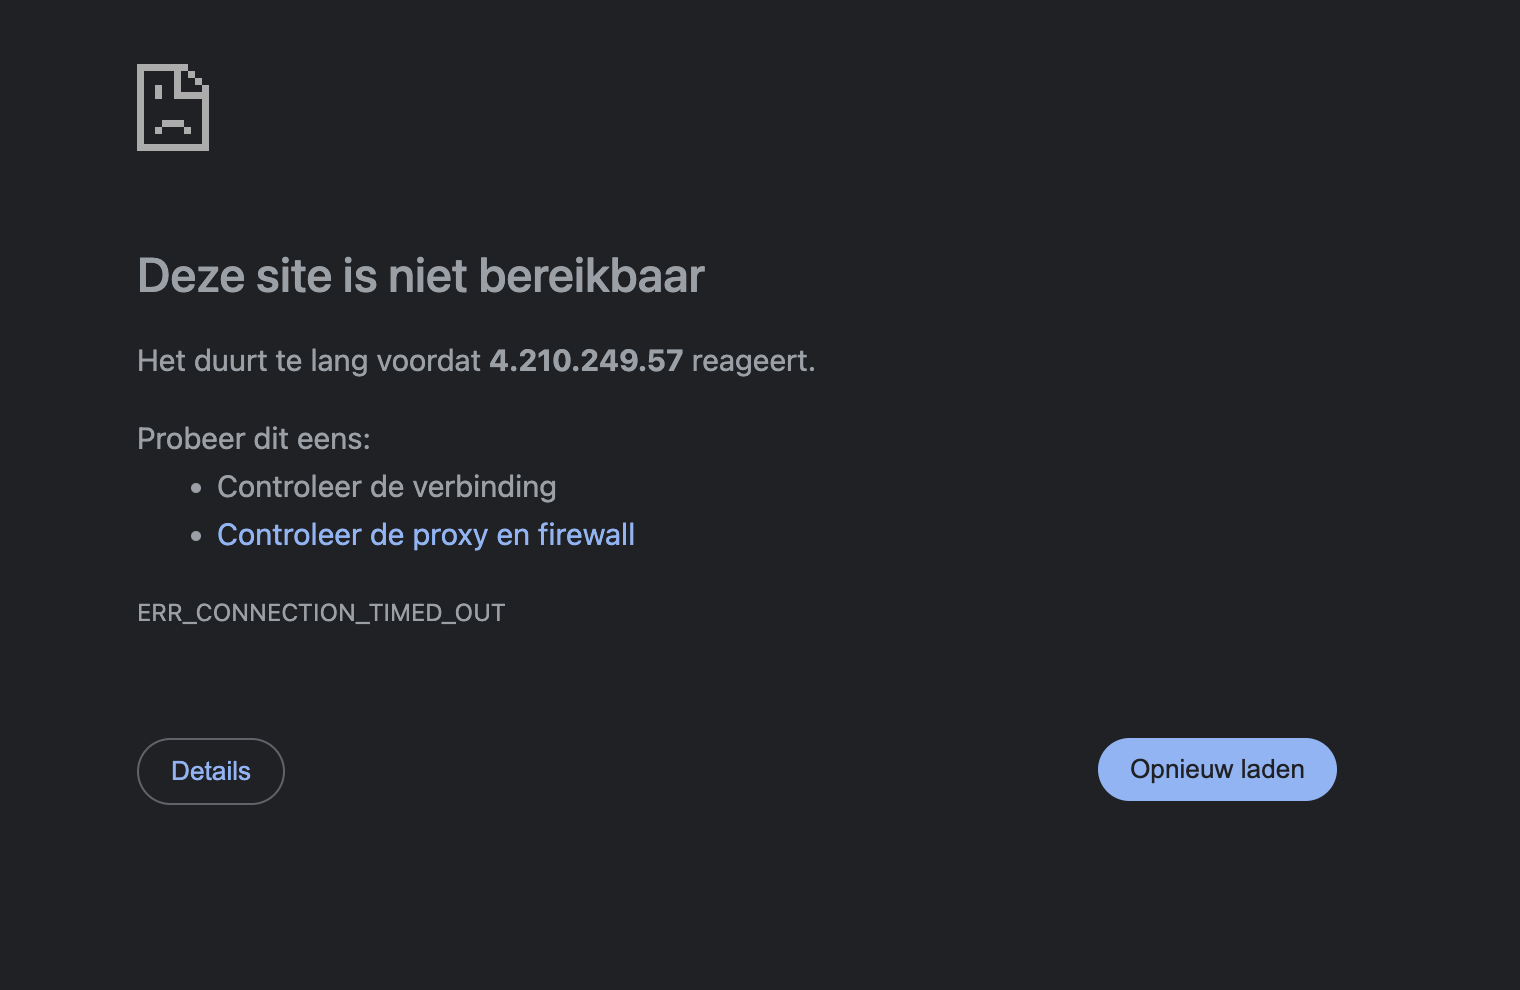 Deze site is niet bereikbaar
Het duurt te lang voordat 4.210.249.57 reageert.
Probeer dit eens:
• Controleer de verbinding
• Controleer de proxy en firewall
ERR_CONNECTION_TIMED_OUT
Details
Opnieuw laden